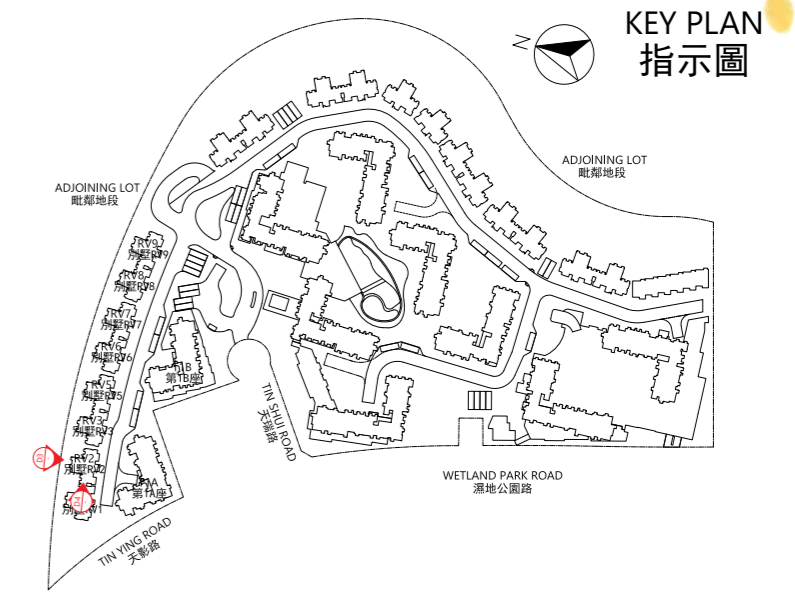 KEY PLAN
指示圖
N
ADJOINING LOT
毗鄰地段
ADJOINING LOT
毗鄰地段
RV9
別墅RV9
RV8
別墅RV8
RV7
別墅RV7
RV6
別墅RV6
RV5
別墅RV5
RV3
別墅RV3
RV2
別墅RV2
D3
D4
第1B座
第1A座
TIN SHUI ROAD
天瑞路
WETLAND PARK ROAD
濕地公園路
TIN YING ROAD
天影路